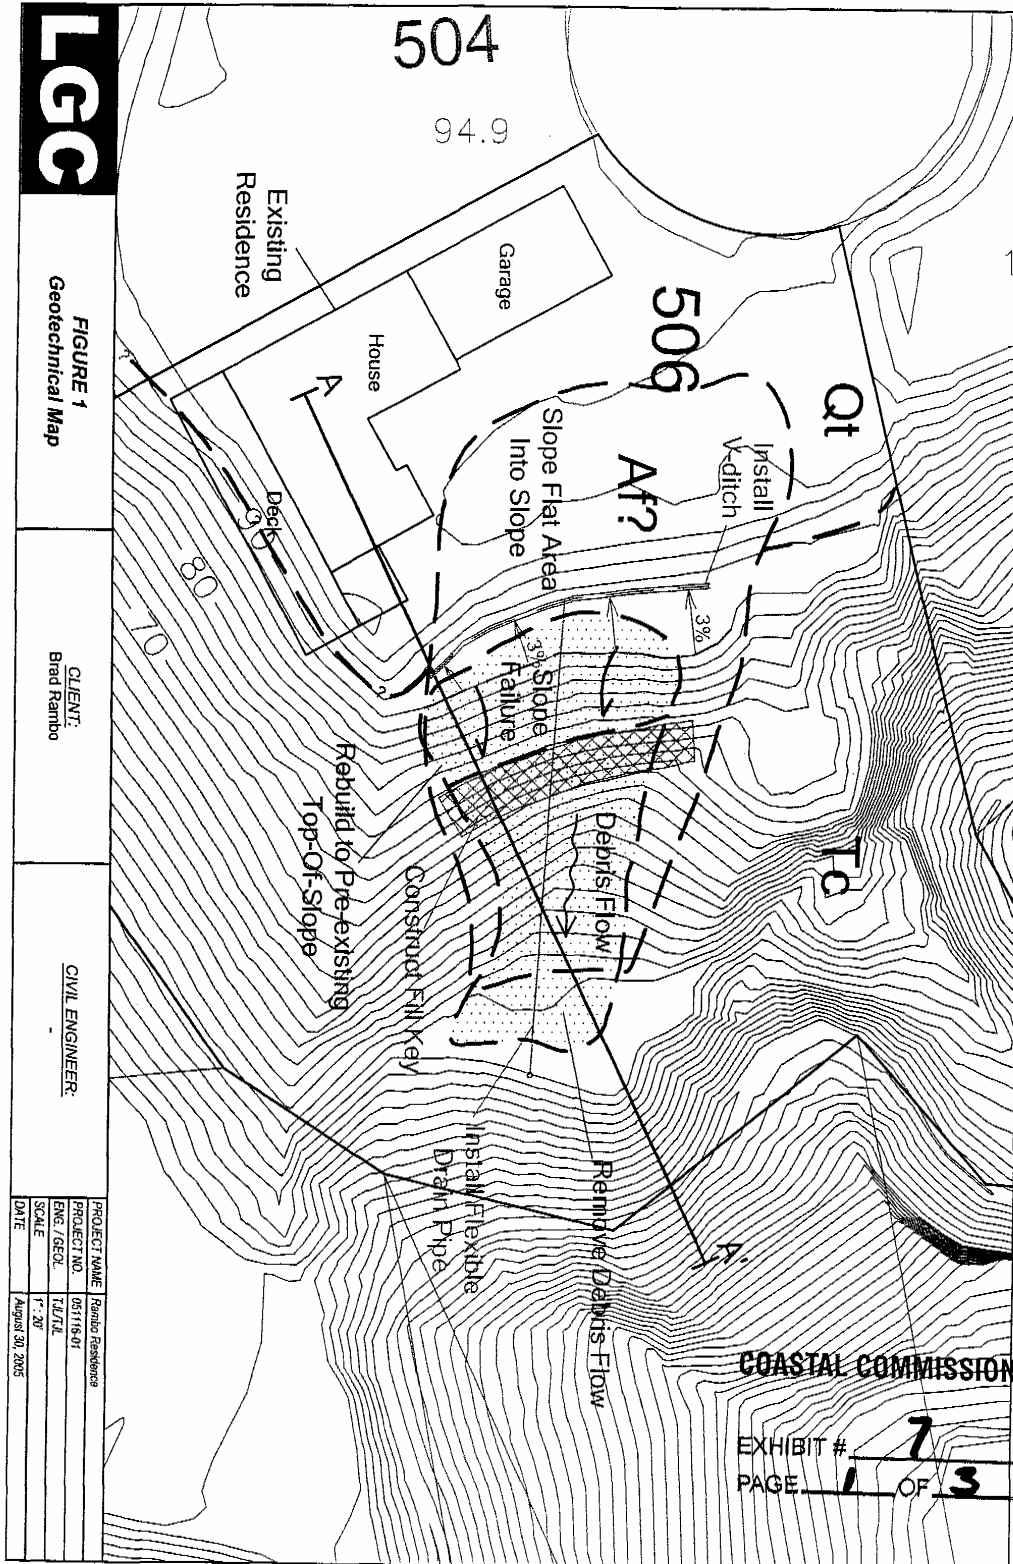 504
94.9
Existing
Residence
Garage
House
506
A
Qt
Af?
Install
V-ditch
Slope Flat Area
Into Slope
?
Deck
90
80
70
?
3%
3%
Slope
Failure
Rebuild to Pre-existing
Top-Of-Slope
Construct Fill Key
Debris Flow
Tc
Install Flexible
Drain Pipe
Remove Debris Flow
A'
LGC
FIGURE 1
Geotechnical Map
CLIENT:
Brad Rambo
CIVIL ENGINEER:
-
PROJECT NAME Rambo Residence
PROJECT NO. 051116-01
ENG. / GEOL. TJL/TJL
SCALE 1" : 20'
DATE August 30, 2005
COASTAL COMMISSION
EXHIBIT # 7
PAGE 1 OF 3